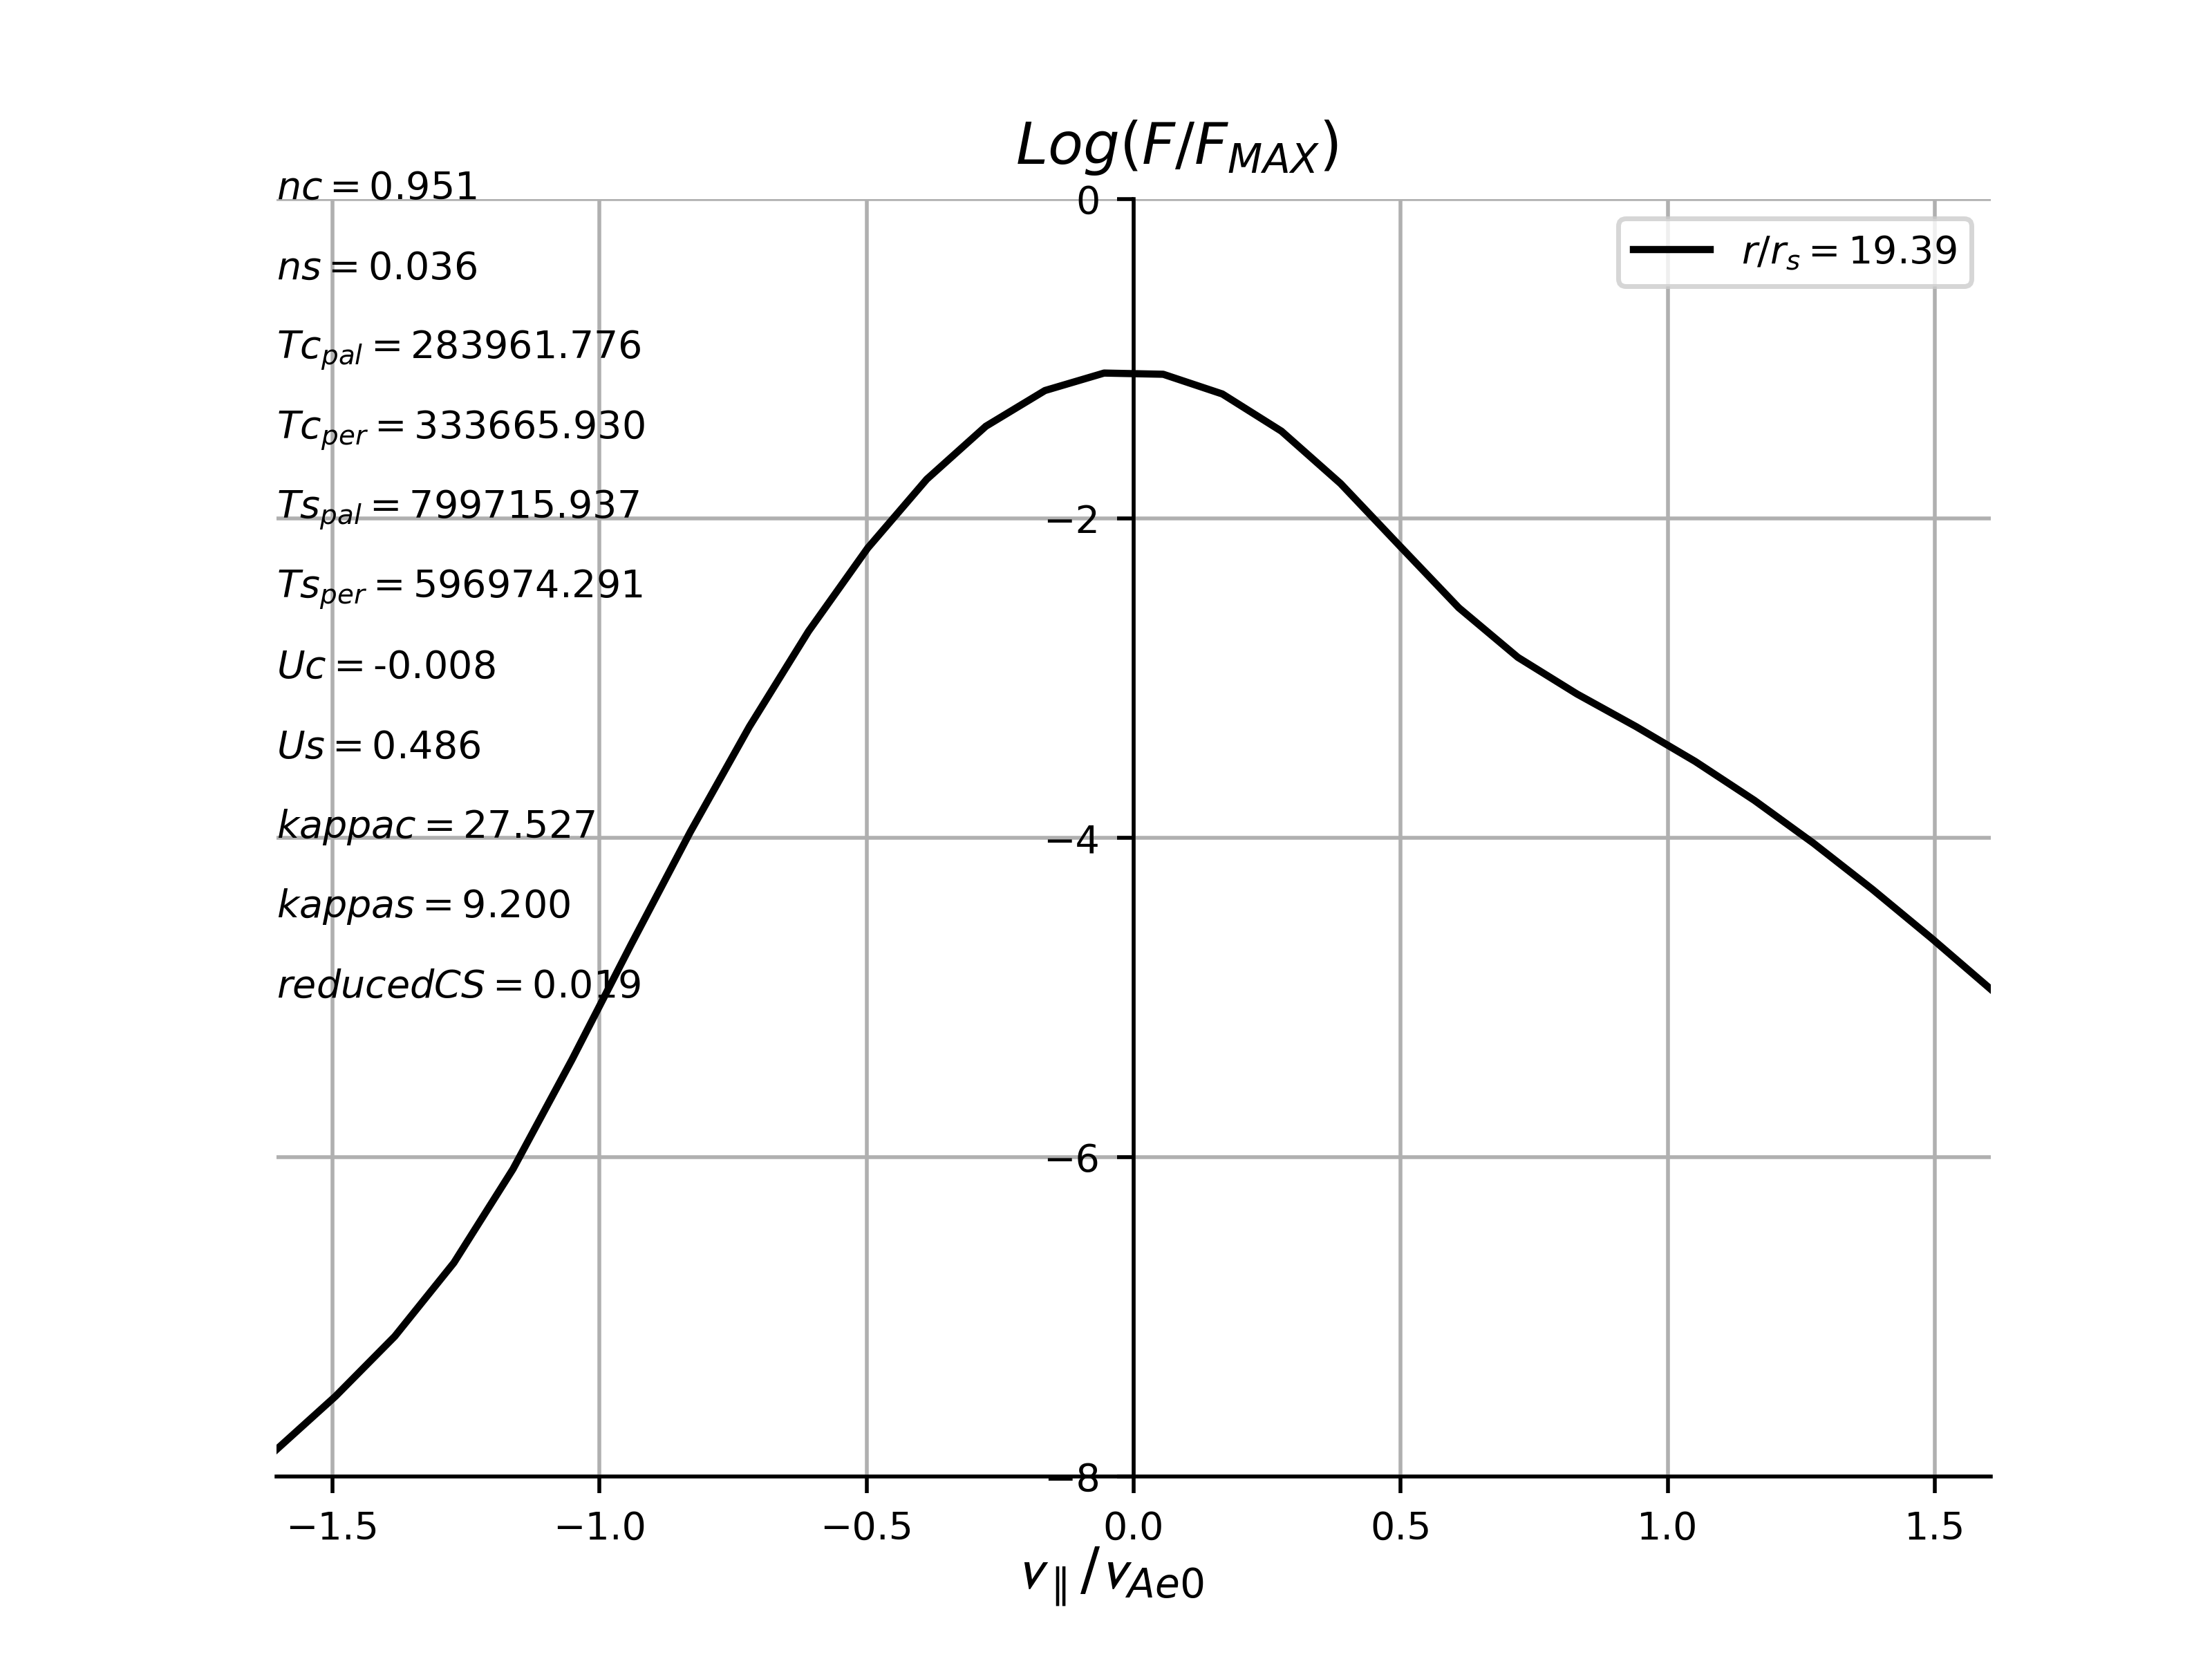 Log(F/F_MAX)
nc = 0.951
0
r/r_s = 19.39
ns = 0.036
Tc_pal = 283961.776
Tc_per = 333665.930
Ts_pal = 799715.937
−2
Ts_per = 596974.291
Uc = -0.008
Us = 0.486
kappac = 27.527
−4
kappas = 9.200
reducedCS = 0.019
−6
−8
−1.5 −1.0 −0.5 0.0 0.5 1.0 1.5
v_∥/v_Ae0